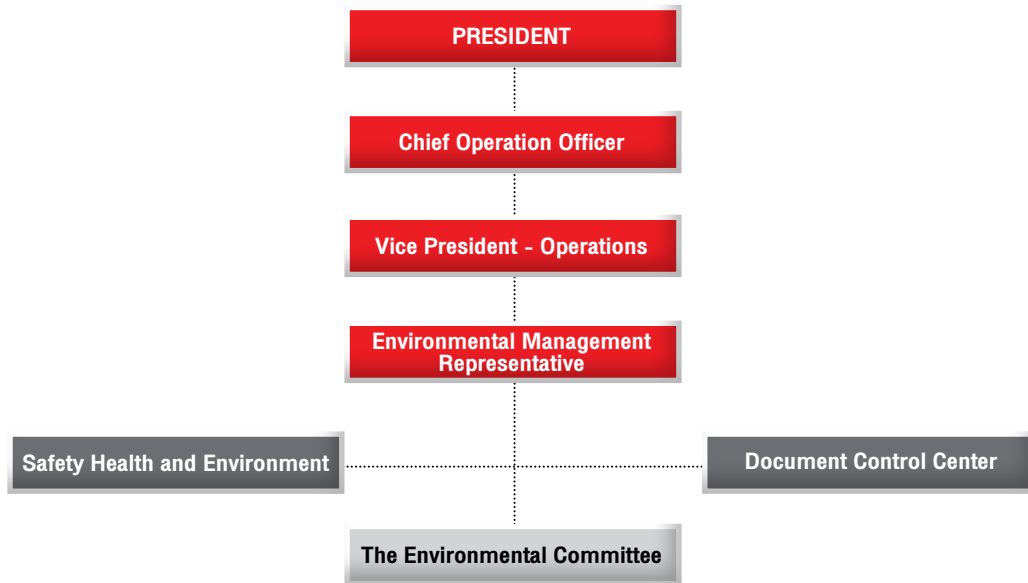 PRESIDENT
Chief Operation Officer
Vice President - Operations
Environmental Management
Representative
Safety Health and Environment
Document Control Center
The Environmental Committee